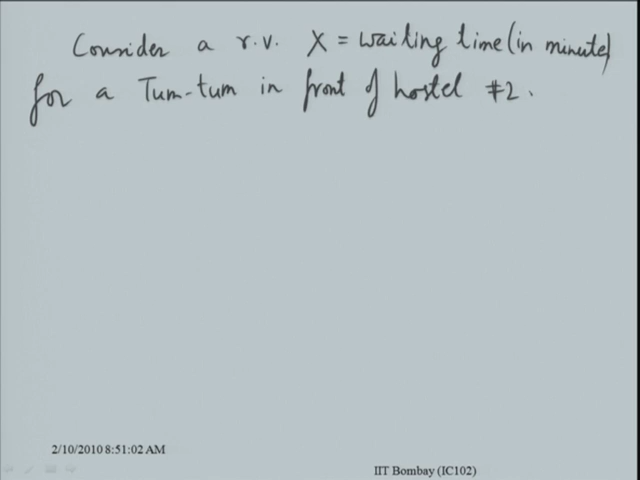 Consider a r.v. X = waiting time (in minute)
for a Tum-tum in front of hostel #2.
2/10/2010 8:51:02 AM
IIT Bombay (IC102)